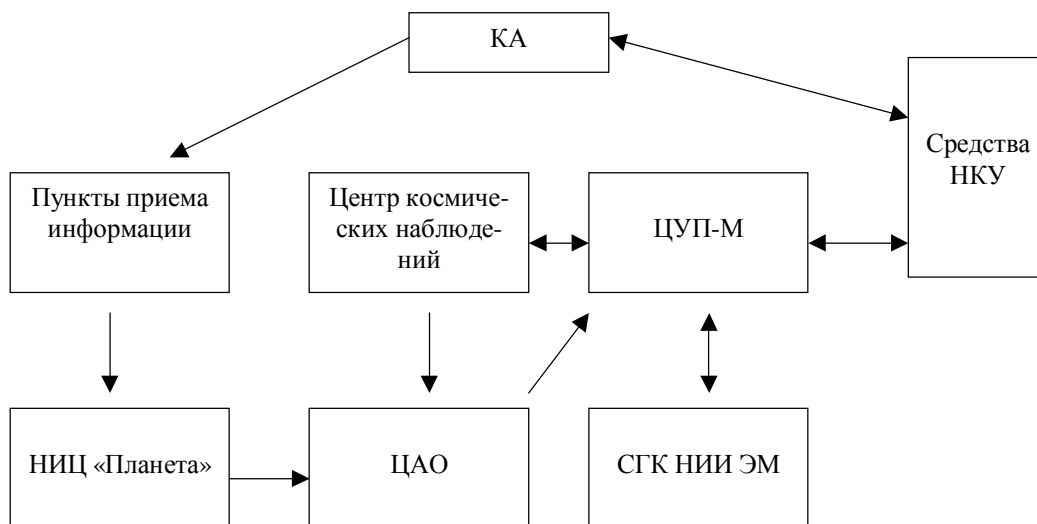 КА
Средства
НКУ
Пункты приема
информации
Центр космиче-
ских наблюде-
ний
ЦУП-М
НИЦ «Планета»
ЦАО
СГК НИИ ЭМ